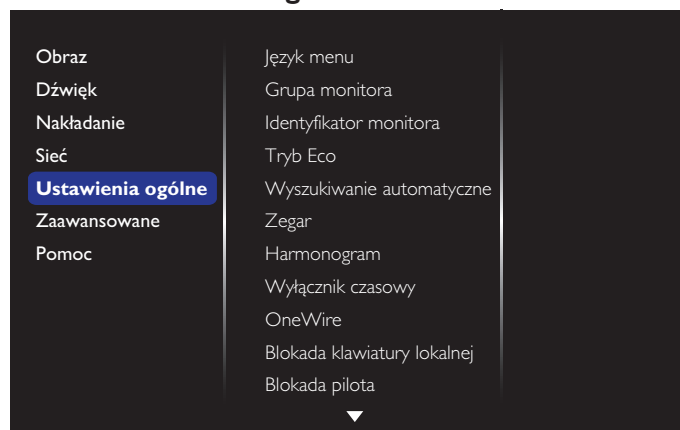 Obraz
Dźwięk
Nakładanie
Sieć
Ustawienia ogólne
Zaawansowane
Pomoc
Język menu
Grupa monitora
Identyfikator monitora
Tryb Eco
Wyszukiwanie automatyczne
Zegar
Harmonogram
Wyłącznik czasowy
OneWire
Blokada klawiatury lokalnej
Blokada pilota